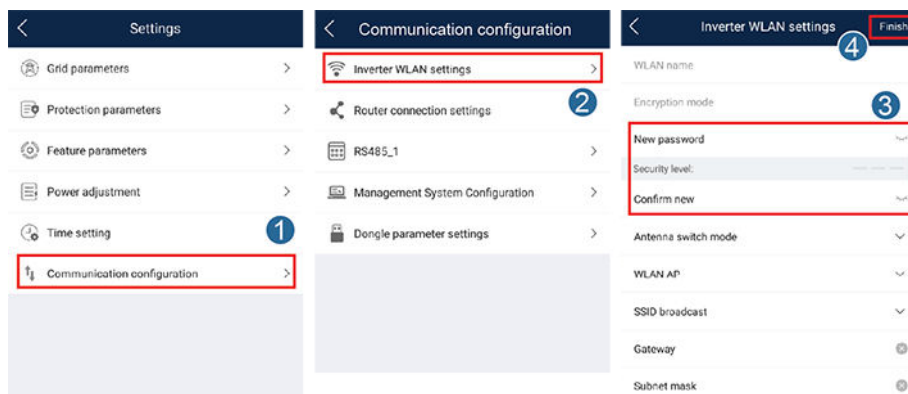 Settings
Grid parameters
Protection parameters
Feature parameters
Power adjustment
Time setting
1
Communication configuration
Communication configuration
Inverter WLAN settings
2
Router connection settings
RS485_1
Management System Configuration
Dongle parameter settings
Inverter WLAN settings
Finish
4
WLAN name
Encryption mode
3
New password
Security level:
Confirm new
Antenna switch mode
WLAN AP
SSID broadcast
Gateway
Subnet mask